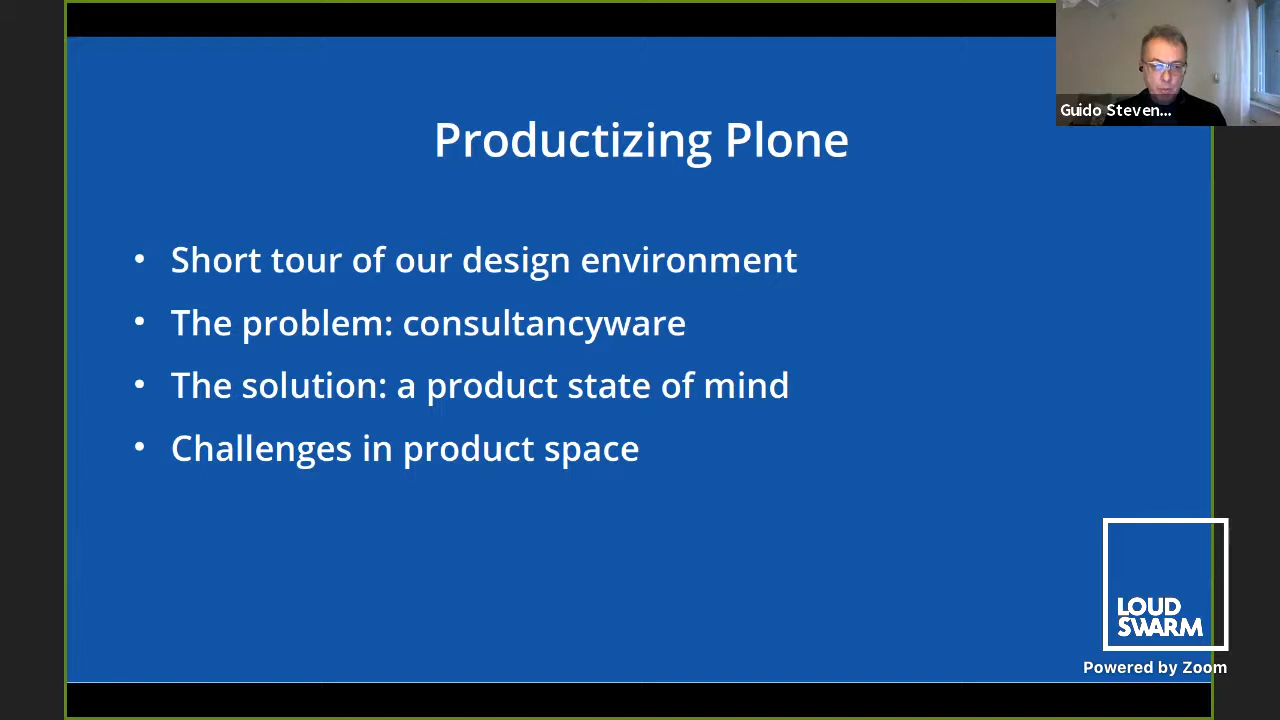 Productizing Plone
• Short tour of our design environment
• The problem: consultancyware
• The solution: a product state of mind
• Challenges in product space
Guido Steven...
LOUD
SWARM
Powered by Zoom